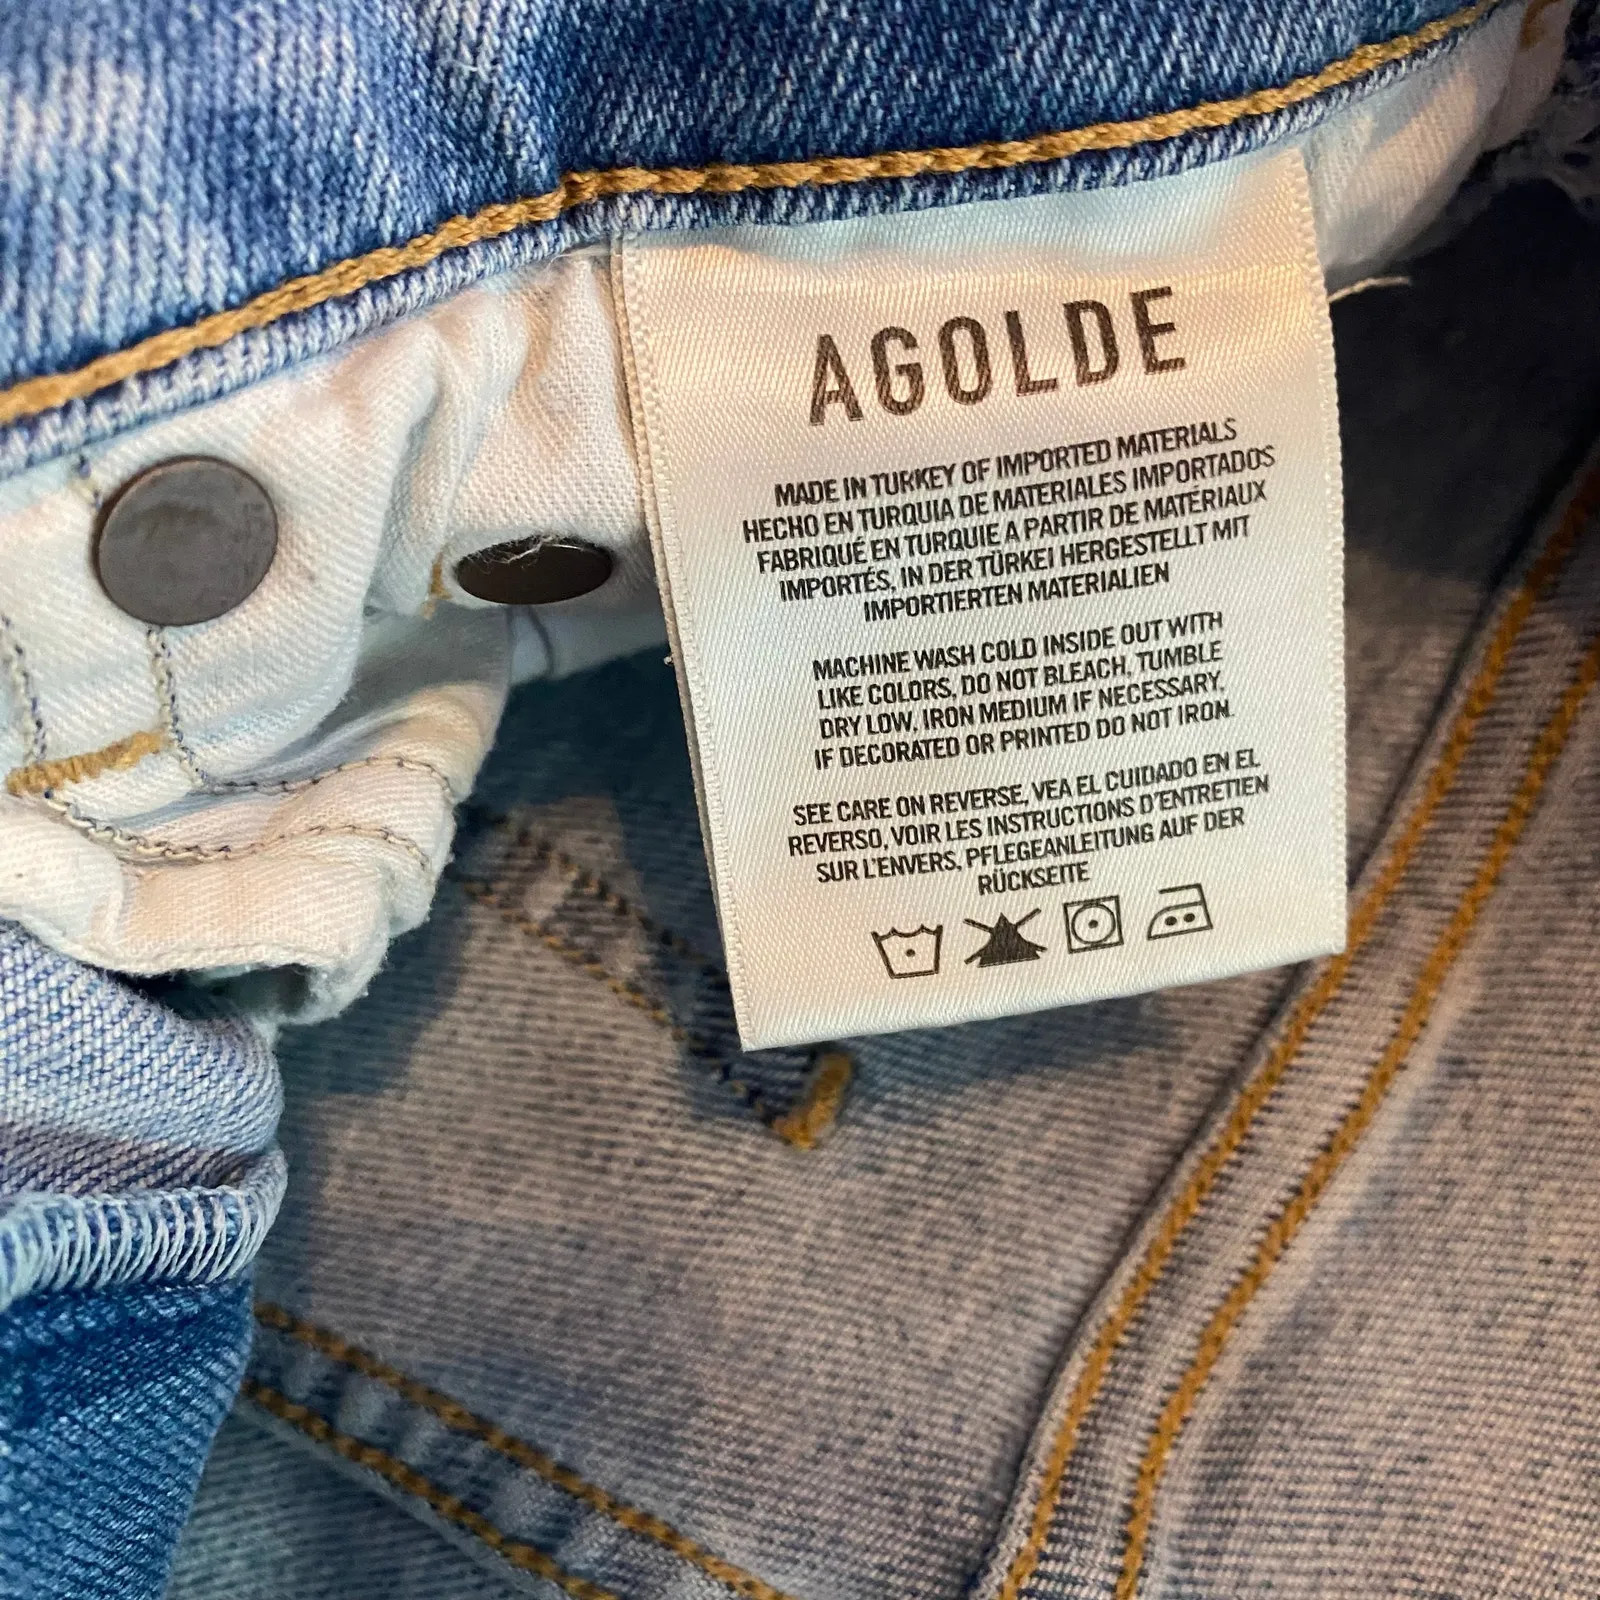 AGOLDE
MADE IN TURKEY OF IMPORTED MATERIALS
HECHO EN TURQUIA DE MATERIALES IMPORTADOS
FABRIQUÉ EN TURQUIE A PARTIR DE MATÉRIAUX
IMPORTÉS, IN DER TÜRKEI HERGESTELLT MIT
IMPORTIERTEN MATERIALIEN
MACHINE WASH COLD INSIDE OUT WITH
LIKE COLORS, DO NOT BLEACH, TUMBLE
DRY LOW, IRON MEDIUM IF NECESSARY,
IF DECORATED OR PRINTED DO NOT IRON.
SEE CARE ON REVERSE, VEA EL CUIDADO EN EL
REVERSO, VOIR LES INSTRUCTIONS D'ENTRETIEN
SUR L'ENVERS, PFLEGEANLEITUNG AUF DER
RÜCKSEITE